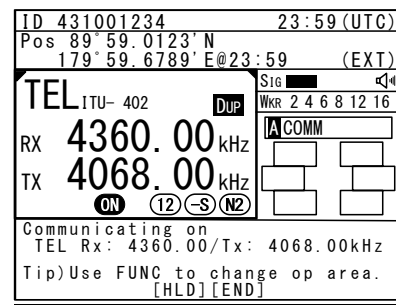 ID 431001234 23:59(UTC)
Pos 89°59.0123'N
179°59.6789'E@23:59 (EXT)
TEL ITU- 402 DUP
SIG
WKR 2 4 6 8 12 16
A COMM
RX 4360.00 kHz
TX 4068.00 kHz
ON 12 -S N2
Communicating on
TEL Rx: 4360.00/Tx: 4068.00kHz
Tip)Use FUNC to change op area.
[HLD][END]